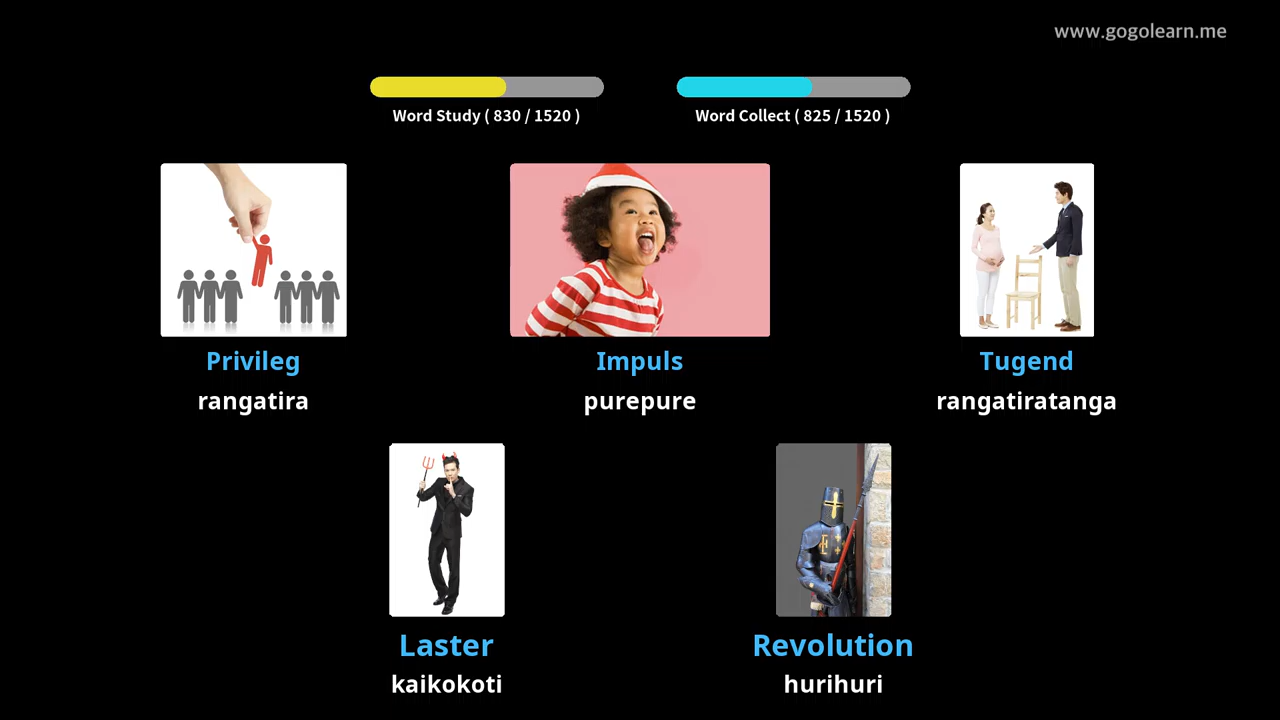 www.gogolearn.me
Word Study ( 830 / 1520 )
Word Collect ( 825 / 1520 )
Privileg
Impuls
Tugend
rangatira
purepure
rangatiratanga
Laster
Revolution
kaikokoti
hurihuri